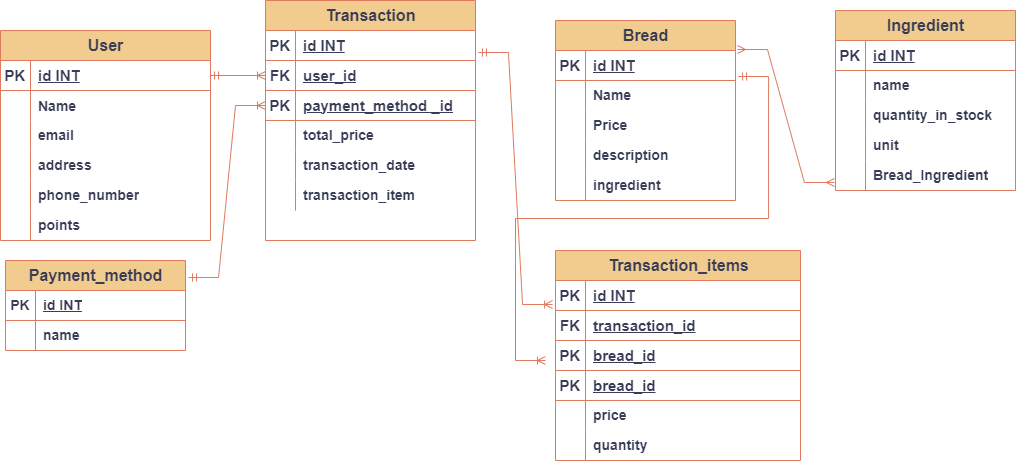 User
PK id INT
Name
email
address
phone_number
points
Transaction
PK id INT
FK user_id
PK payment_method _id
total_price
transaction_date
transaction_item
Payment_method
PK id INT
name
Bread
PK id INT
Name
Price
description
ingredient
Ingredient
PK id INT
name
quantity_in_stock
unit
Bread_Ingredient
Transaction_items
PK id INT
FK transaction_id
PK bread_id
PK bread_id
price
quantity